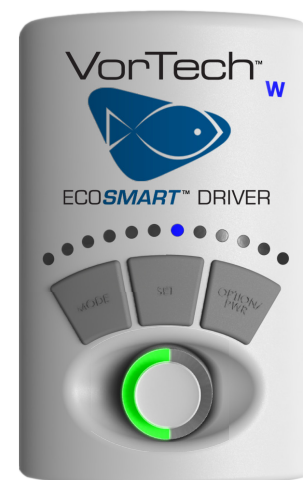 VorTech™
W
ECOSMART™ DRIVER
MODE
SET
OPTION/
PWR